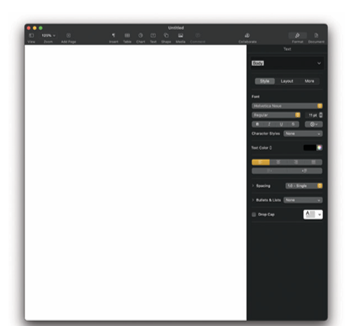 Untitled
View Zoom Add Page Insert Table Chart Text Shape Media Comment Collaborate Format Document
Text
Body
Style Layout More
Font
Helvetica Neue
Regular 11 pt
B I U
Character Styles None
Text Color
Spacing 1.0 - Single
Bullets & Lists None
Drop Cap